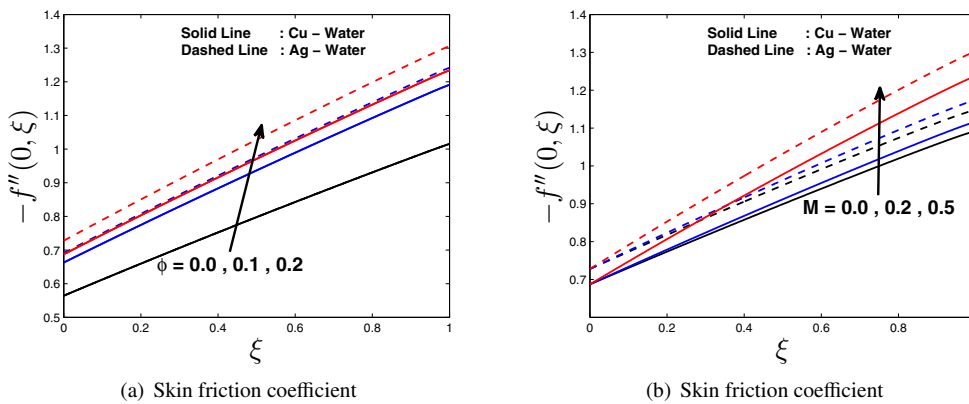 Solid Line : Cu – Water
Dashed Line : Ag – Water
−f''(0, ξ)
1.4
1.3
1.2
1.1
1.0
0.9
0.8
0.7
0.6
0.5
ϕ = 0.0 , 0.1 , 0.2
0
0.2
0.4
0.6
0.8
1
ξ
(a) Skin friction coefficient
Solid Line : Cu – Water
Dashed Line : Ag – Water
−f''(0, ξ)
1.4
1.3
1.2
1.1
1.0
0.9
0.8
0.7
M = 0.0 , 0.2 , 0.5
0
0.2
0.4
0.6
0.8
ξ
(b) Skin friction coefficient